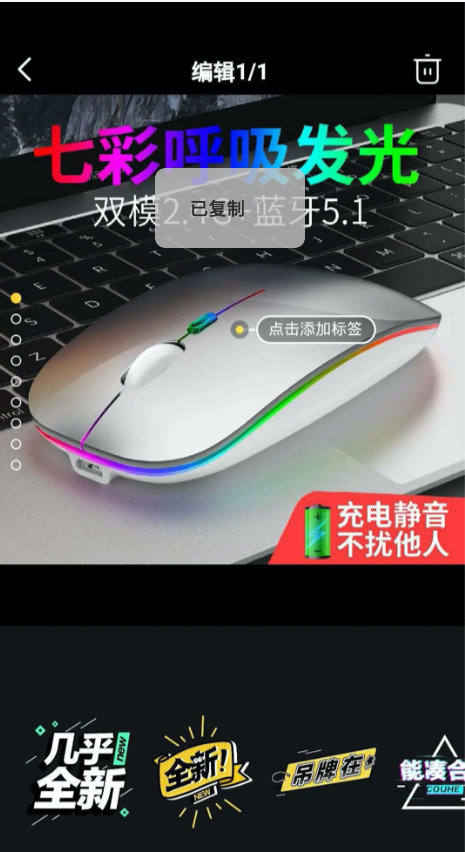 编辑1/1
七彩呼吸发光
双模2.4G+蓝牙5.1
已复制
点击添加标签
充电静音
不扰他人
几乎
new
全新
全新!
NEW
吊牌在
能凑合
COUHE